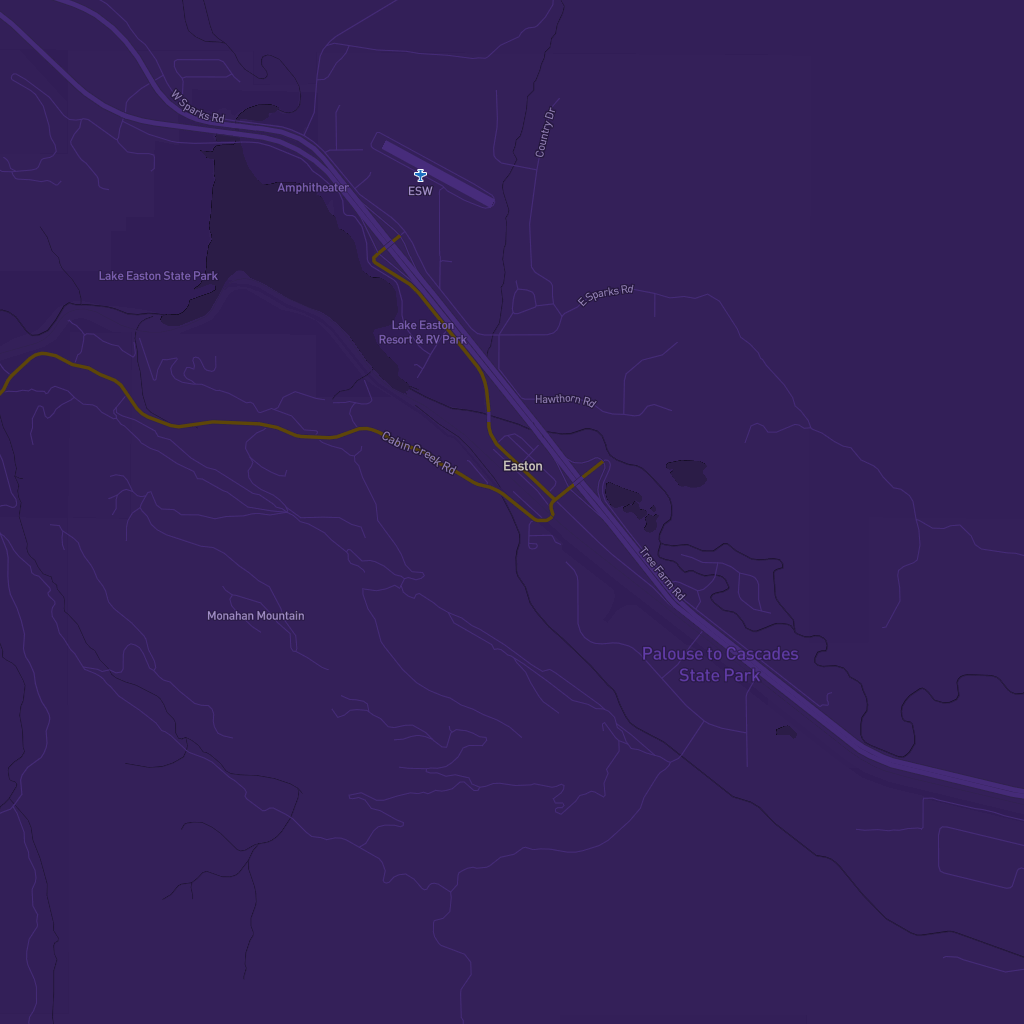 W Sparks Rd
Country Dr
Amphitheater
ESW
Lake Easton State Park
E Sparks Rd
Lake Easton
Resort & RV Park
Hawthorn Rd
Cabin Creek Rd
Easton
Tree Farm Rd
Monahan Mountain
Palouse to Cascades
State Park